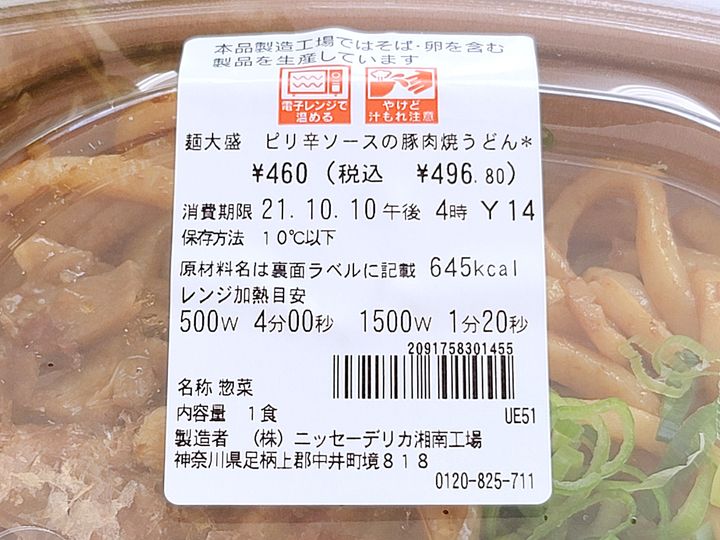 本品製造工場ではそば・卵を含む
製品を生産しています
電子レンジで
温める
やけど
汁もれ注意
麺大盛 ピリ辛ソースの豚肉焼うどん*
¥460 (税込 ¥496.80)
消費期限 21.10.10午後 4時 Y14
保存方法 10℃以下
原材料名は裏面ラベルに記載 645kcal
レンジ加熱目安
500W 4分00秒 1500W 1分20秒
2091758301455
名称 惣菜
内容量 1食 UE51
製造者 (株)ニッセーデリカ湘南工場
神奈川県足柄上郡中井町境818
0120-825-711